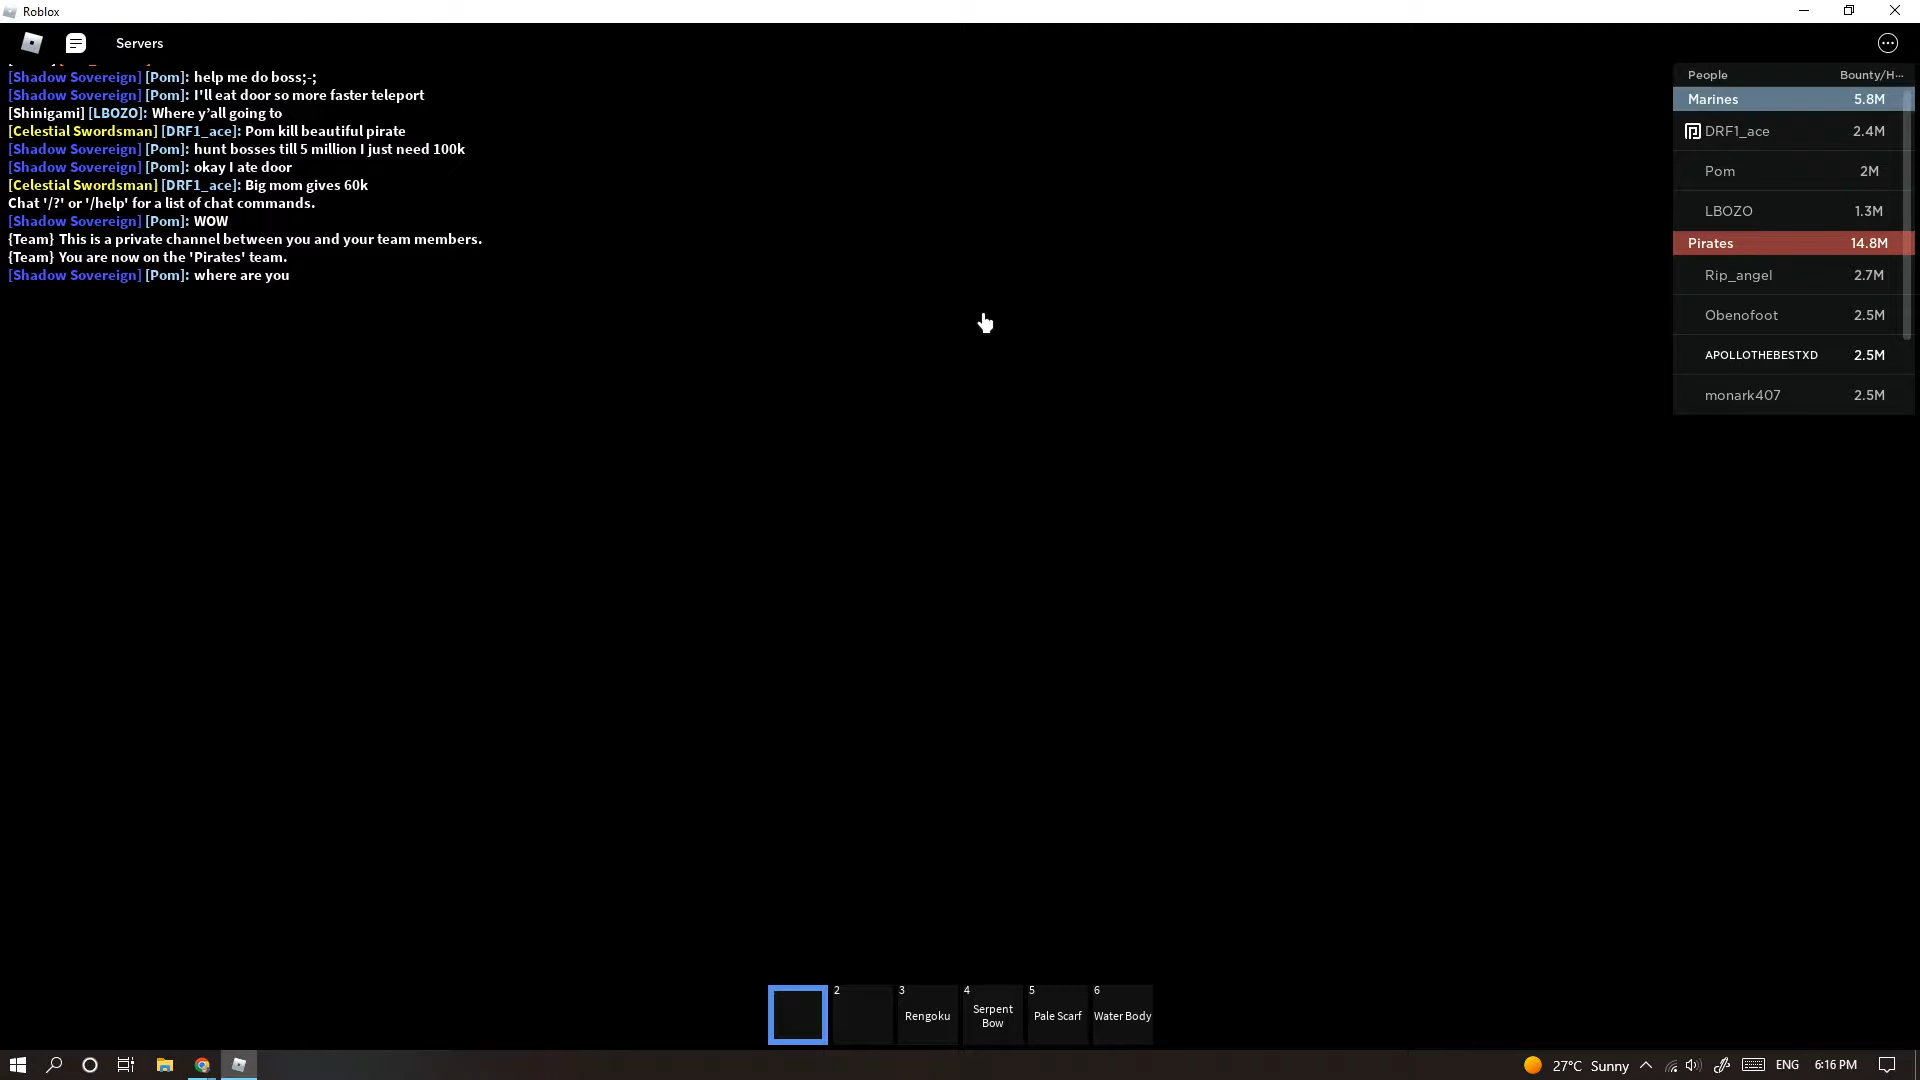 Roblox
Servers
[Shadow Sovereign] [Pom]: help me do boss;-;
[Shadow Sovereign] [Pom]: I'll eat door so more faster teleport
[Shinigami] [LBOZO]: Where y'all going to
[Celestial Swordsman] [DRF1_ace]: Pom kill beautiful pirate
[Shadow Sovereign] [Pom]: hunt bosses till 5 million I just need 100k
[Shadow Sovereign] [Pom]: okay I ate door
[Celestial Swordsman] [DRF1_ace]: Big mom gives 60k
Chat '/?' or '/help' for a list of chat commands.
[Shadow Sovereign] [Pom]: WOW
{Team} This is a private channel between you and your team members.
{Team} You are now on the 'Pirates' team.
[Shadow Sovereign] [Pom]: where are you
People Bounty/H...
Marines 5.8M
DRF1_ace 2.4M
Pom 2M
LBOZO 1.3M
Pirates 14.8M
Rip_angel 2.7M
Obenofoot 2.5M
APOLLOTHEBESTXD 2.5M
monark407 2.5M
2
3 Rengoku
4 Serpent
Bow
5 Pale Scarf
6 Water Body
27°C Sunny ENG 6:16 PM